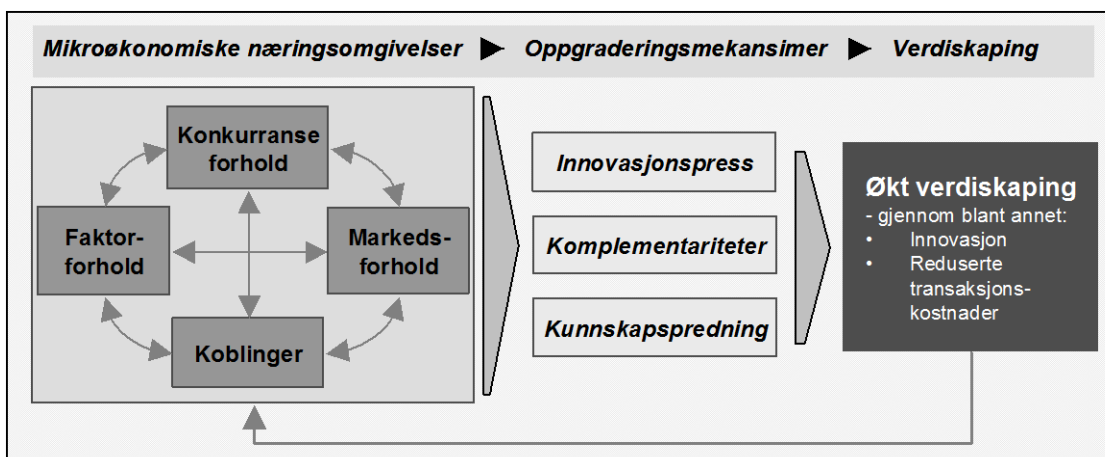 Mikroøkonomiske næringsomgivelser ► Oppgraderingsmekansimer ► Verdiskaping
Konkurranse
forhold
Faktor-
forhold
Markeds-
forhold
Koblinger
Innovasjonspress
Komplementariteter
Kunnskapspredning
Økt verdiskaping
- gjennom blant annet:
• Innovasjon
• Reduserte
transaksjons-
kostnader